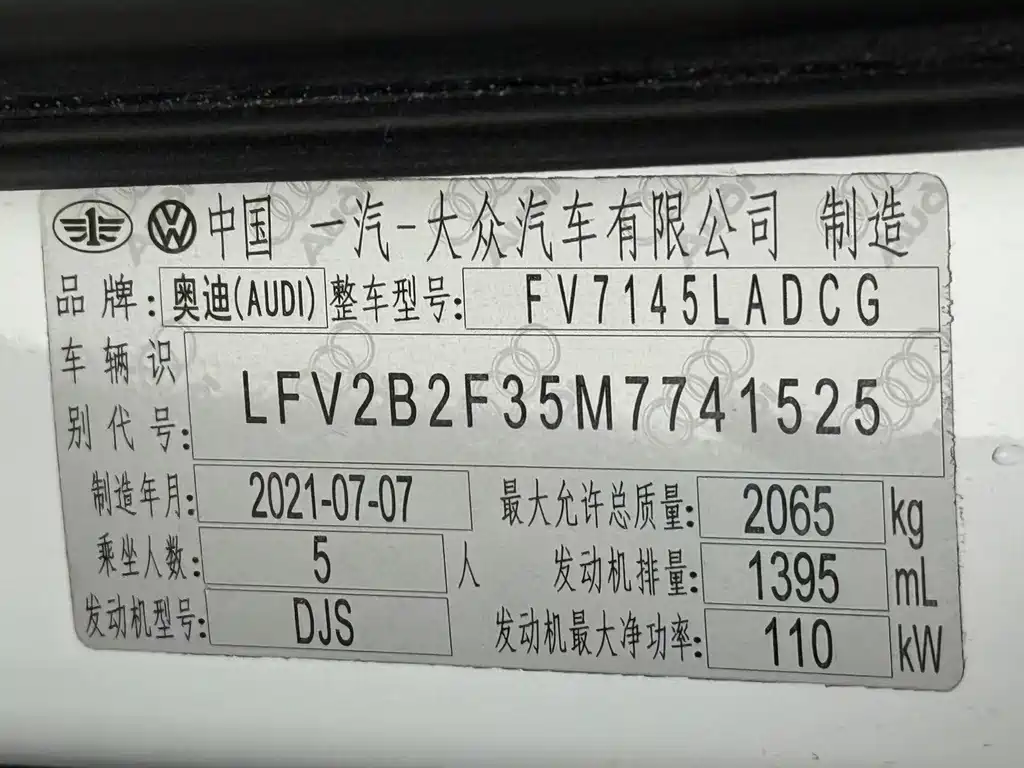 中国 一汽-大众汽车有限公司 制造
品牌: 奥迪(AUDI) 整车型号: FV7145LADCG
车辆识别代号: LFV2B2F35M7741525
制造年月: 2021-07-07 最大允许总质量: 2065 kg
乘坐人数: 5 人 发动机排量: 1395 mL
发动机型号: DJS 发动机最大净功率: 110 kW